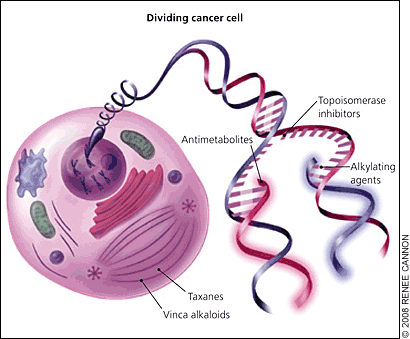 Dividing cancer cell
Topoisomerase
inhibitors
Antimetabolites
Alkylating
agents
Taxanes
Vinca alkaloids
© 2008 RENEE CANNON